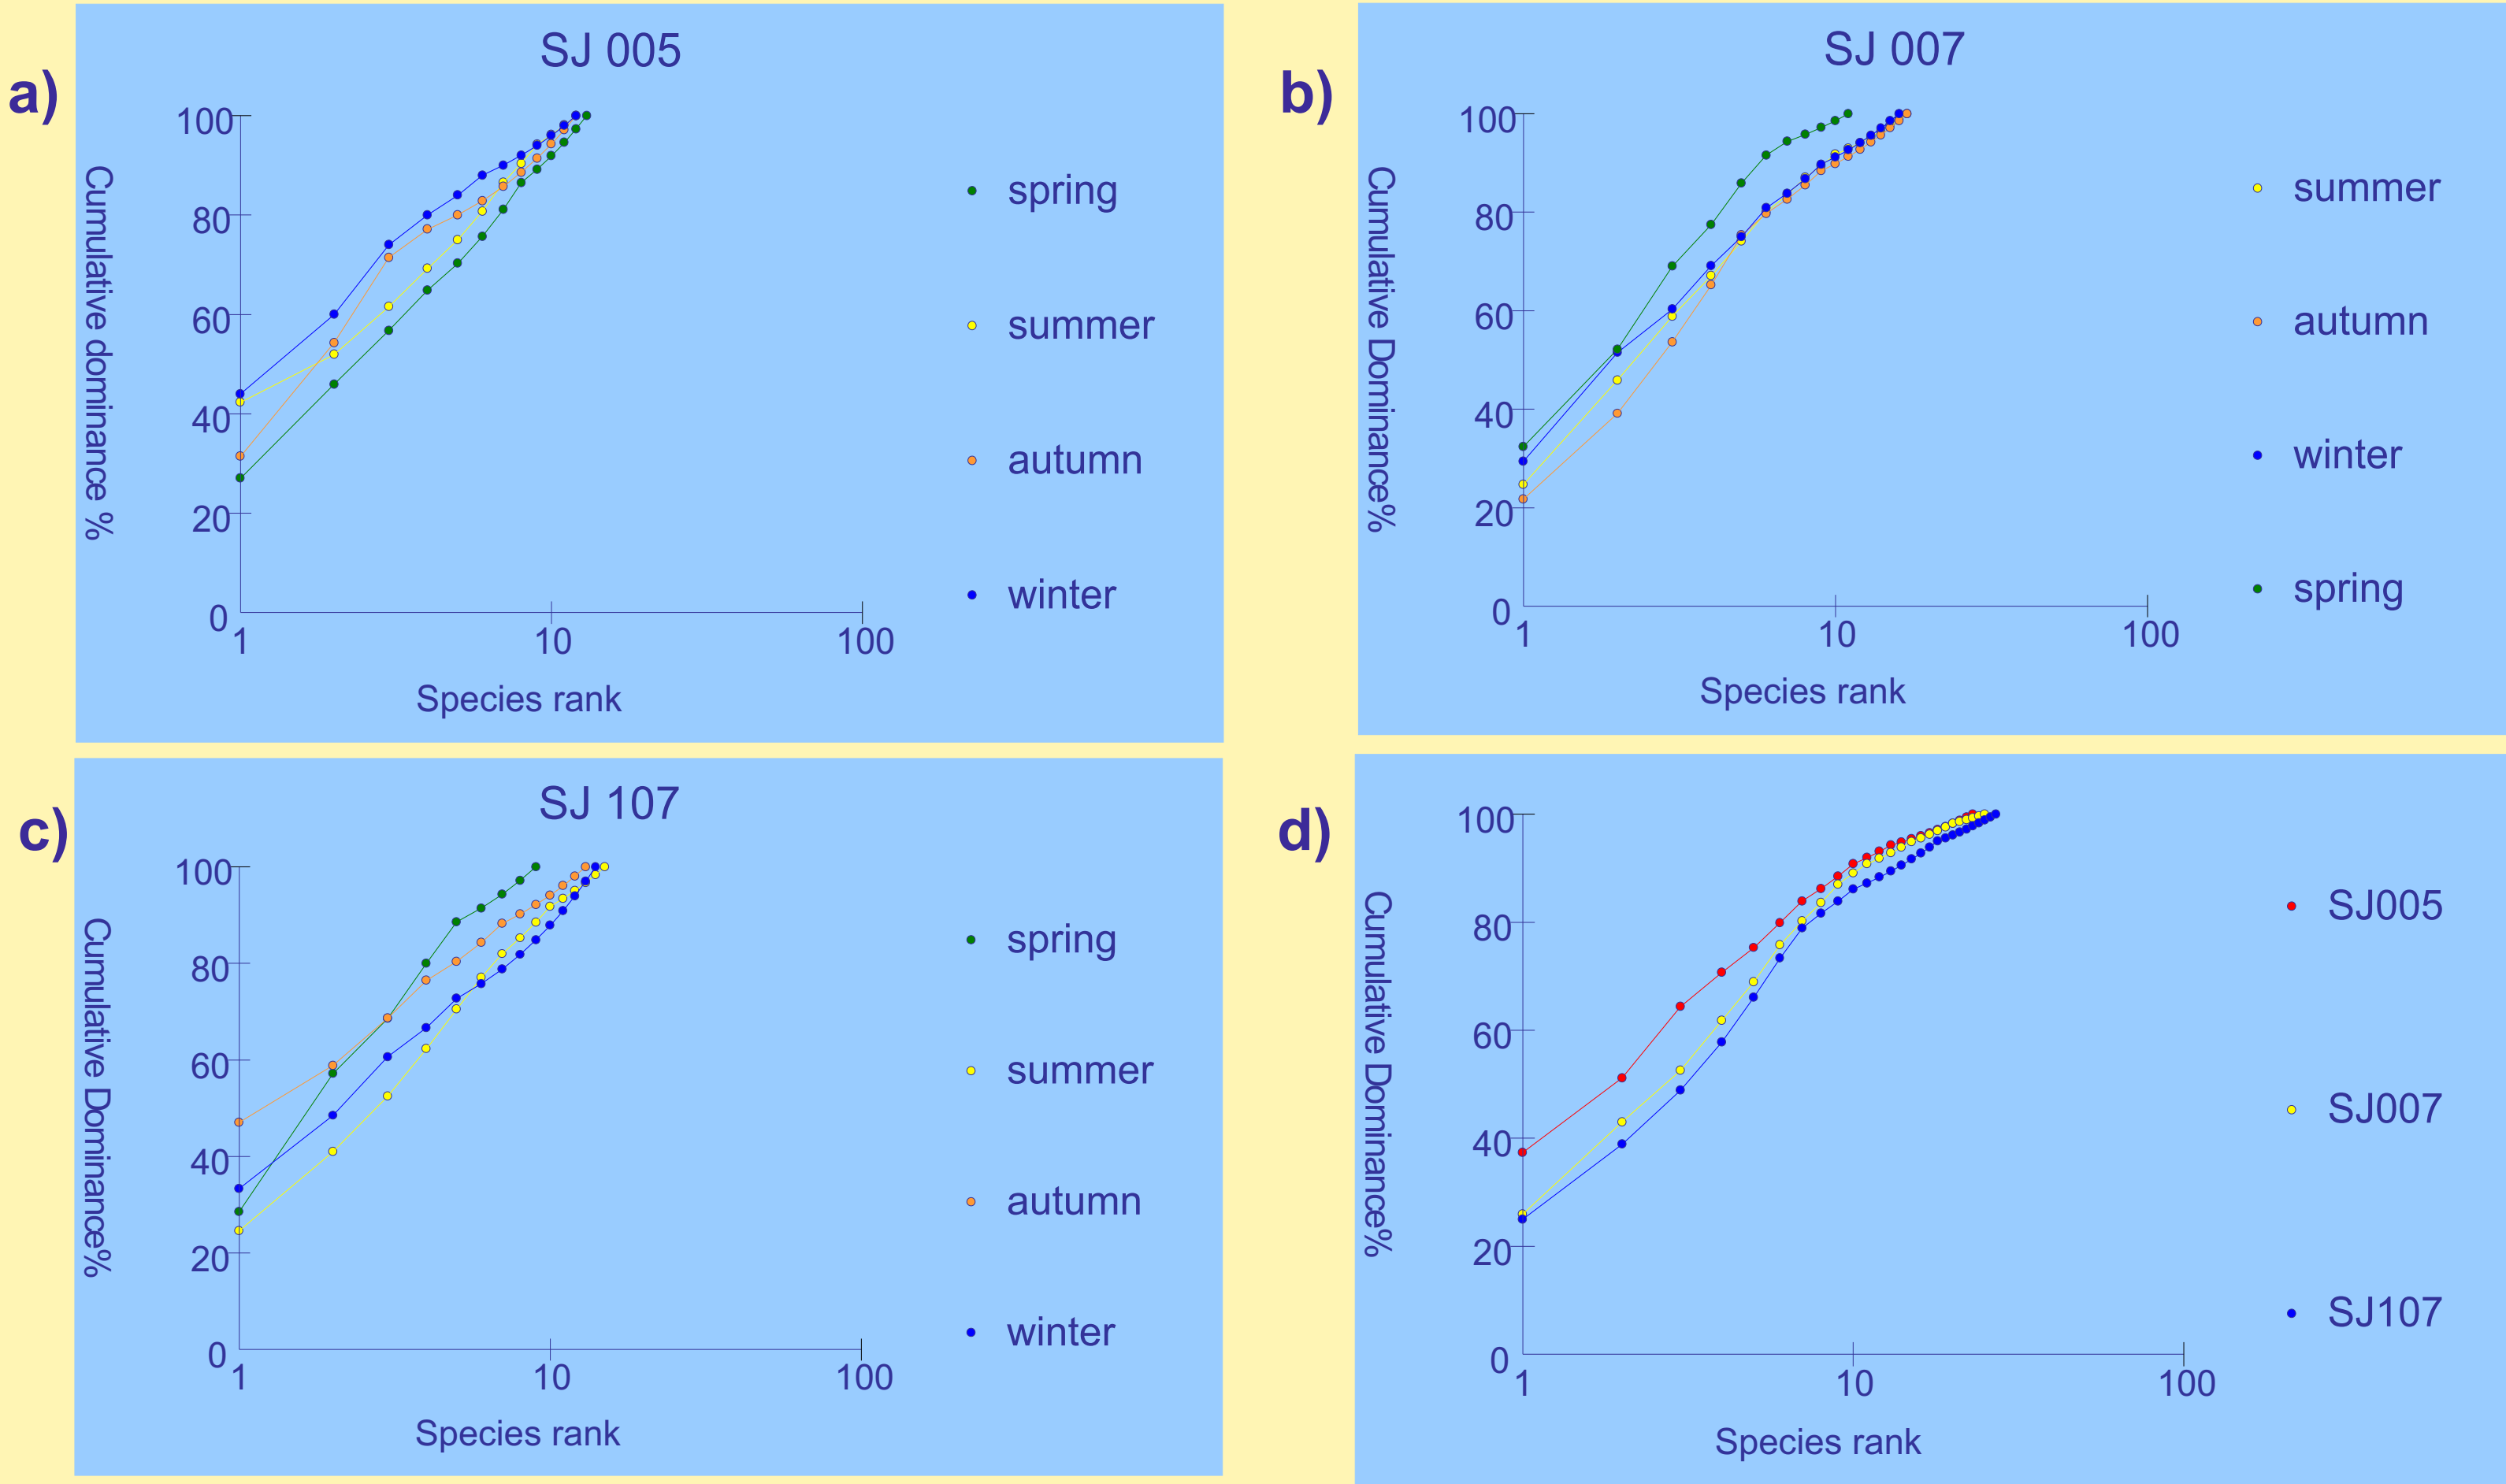 a)
SJ 005
Cumulative dominance %
100
80
60
40
20
0
1 10 100
Species rank
spring
summer
autumn
winter
b)
SJ 007
Cumulative Dominance%
100
80
60
40
20
0
1 10 100
Species rank
summer
autumn
winter
spring
c)
SJ 107
Cumulative Dominance%
100
80
60
40
20
0
1 10 100
Species rank
spring
summer
autumn
winter
d)
Cumulative Dominance%
100
80
60
40
20
0
1 10 100
Species rank
SJ005
SJ007
SJ107